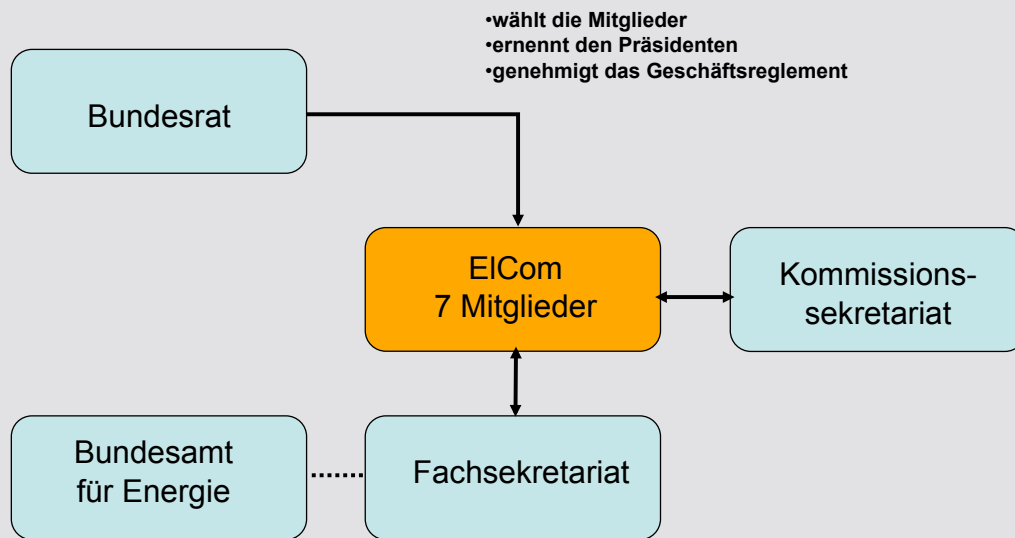 •wählt die Mitglieder
•ernennt den Präsidenten
•genehmigt das Geschäftsreglement
Bundesrat
ElCom
7 Mitglieder
Kommissions-
sekretariat
Bundesamt
für Energie
Fachsekretariat